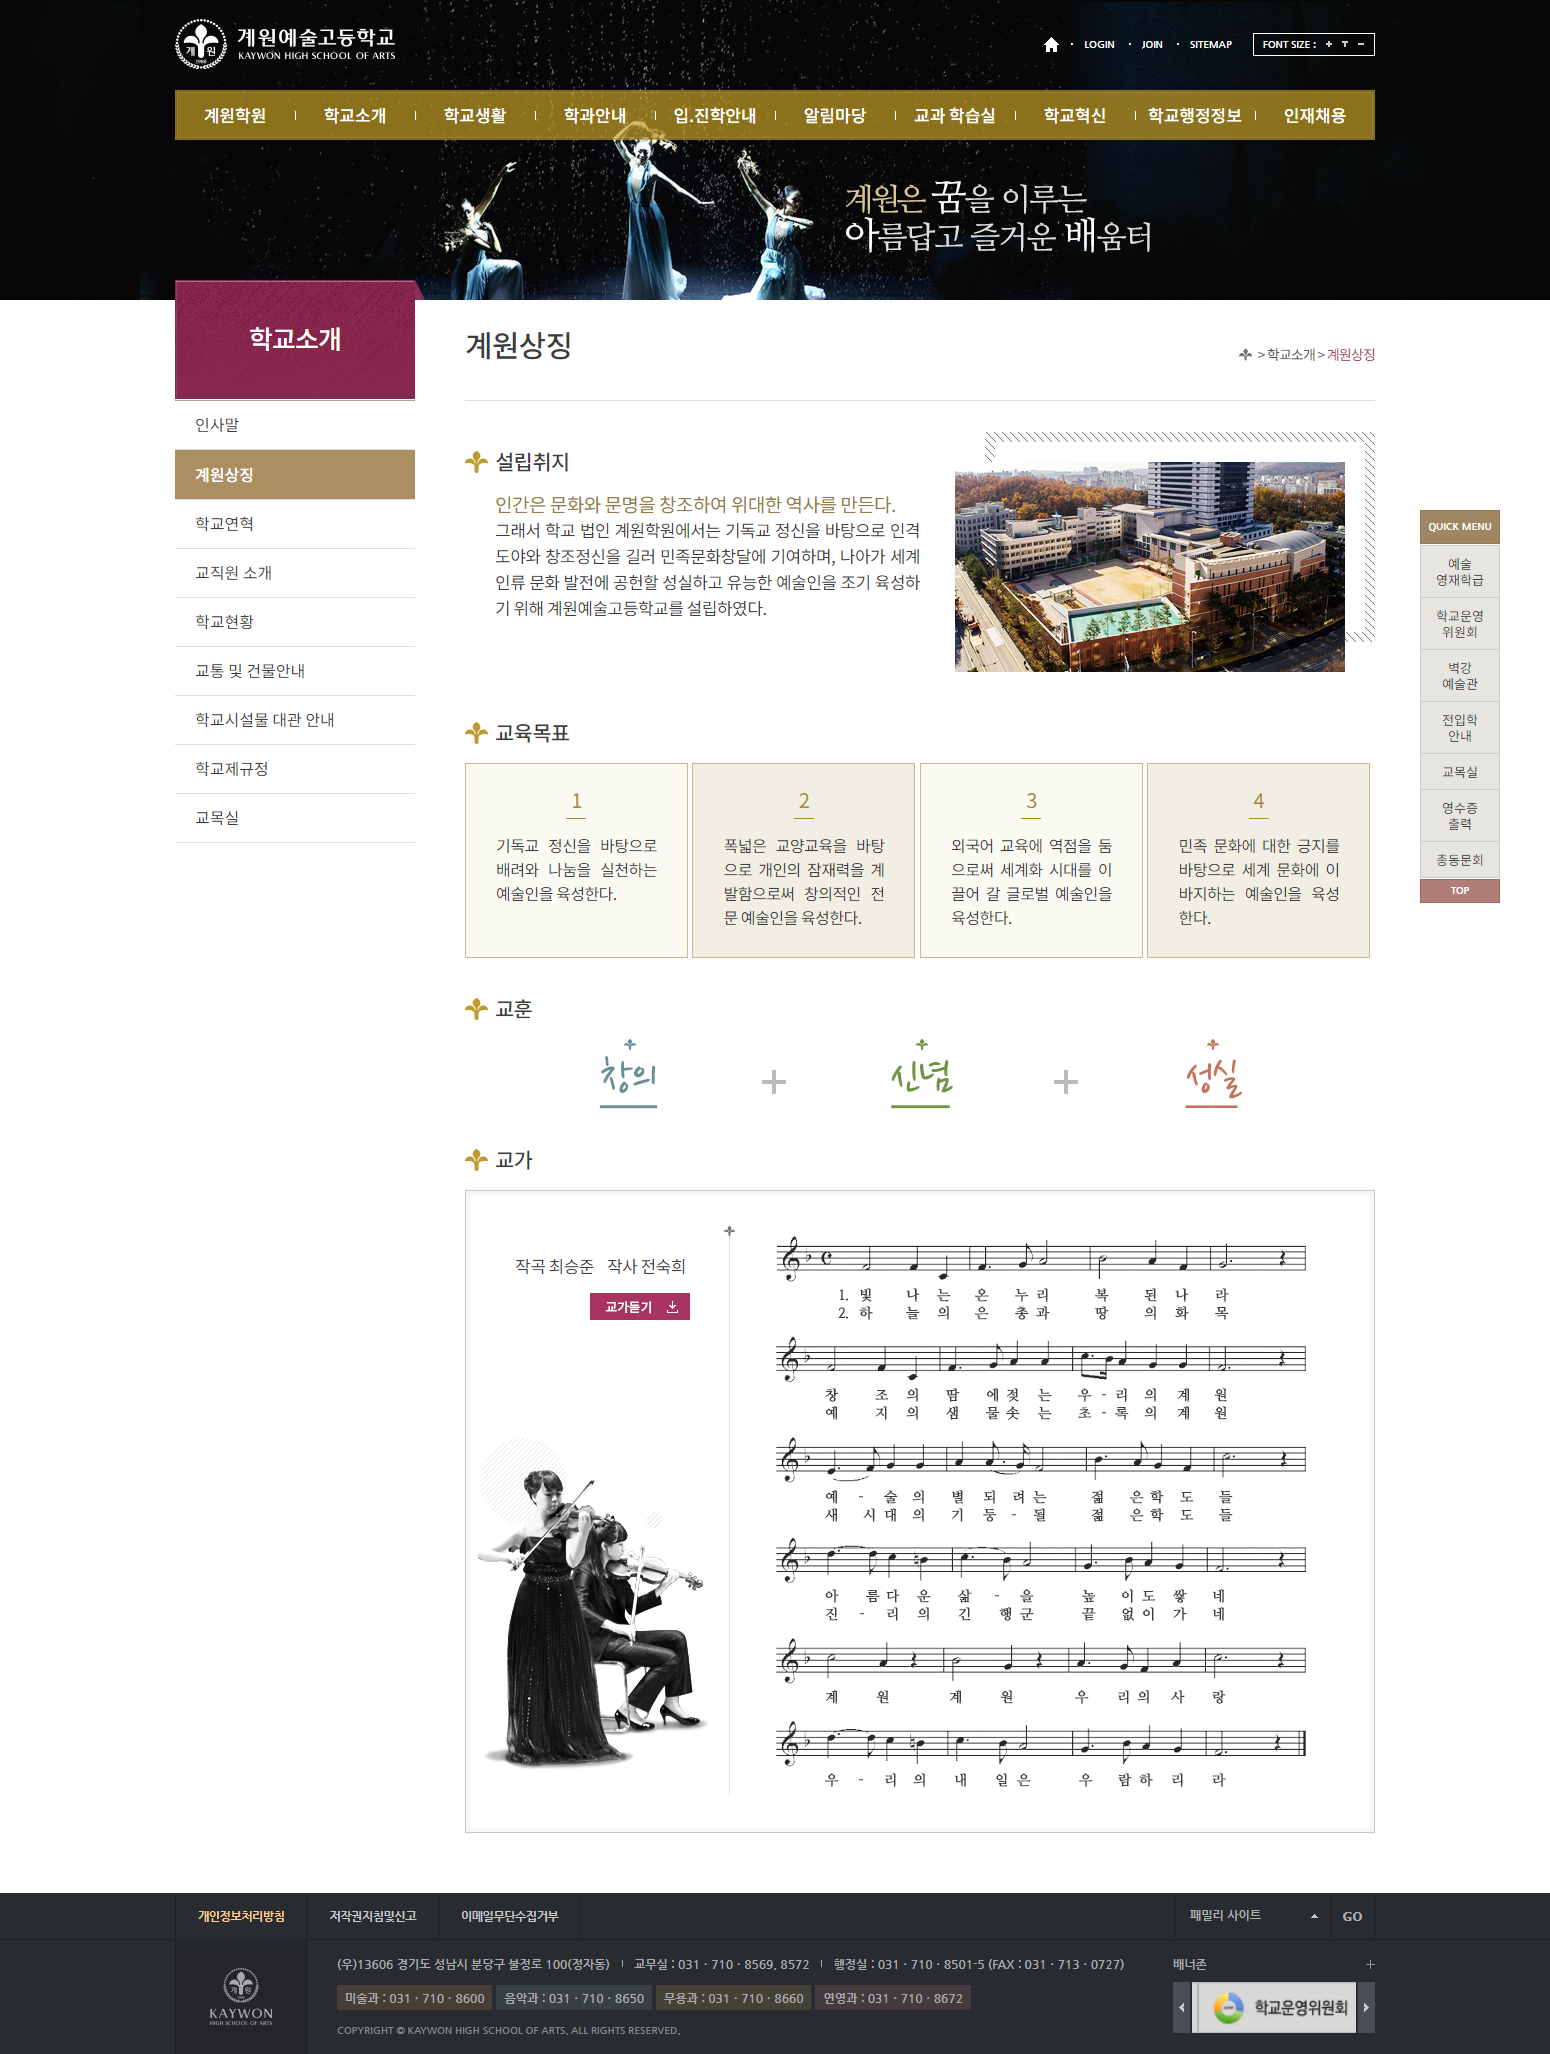 계원예술고등학교
KAYWON HIGH SCHOOL OF ARTS
LOGIN
JOIN
SITEMAP
FONT SIZE : + T −
계원학원
학교소개
학교생활
학과안내
입.진학안내
알림마당
교과 학습실
학교혁신
학교행정정보
인재채용
계원은 꿈을 이루는
아름답고 즐거운 배움터
학교소개
인사말
계원상징
학교연혁
교직원 소개
학교현황
교통 및 건물안내
학교시설물 대관 안내
학교제규정
교목실
계원상징
> 학교소개 > 계원상징
설립취지
인간은 문화와 문명을 창조하여 위대한 역사를 만든다.
그래서 학교 법인 계원학원에서는 기독교 정신을 바탕으로 인격
도야와 창조정신을 길러 민족문화창달에 기여하며, 나아가 세계
인류 문화 발전에 공헌할 성실하고 유능한 예술인을 조기 육성하
기 위해 계원예술고등학교를 설립하였다.
교육목표
1
기독교 정신을 바탕으로
배려와 나눔을 실천하는
예술인을 육성한다.
2
폭넓은 교양교육을 바탕
으로 개인의 잠재력을 계
발함으로써 창의적인 전
문 예술인을 육성한다.
3
외국어 교육에 역점을 둠
으로써 세계화 시대를 이
끌어 갈 글로벌 예술인을
육성한다.
4
민족 문화에 대한 긍지를
바탕으로 세계 문화에 이
바지하는 예술인을 육성
한다.
교훈
창의 + 신념 + 성실
교가
작곡 최승준 작사 전숙희
교가듣기
1. 빛 나 는 온 누 리 복 된 나 라
2. 하 늘 의 은 총 과 땅 의 화 목
창 조 의 땀 에 젖 는 우 - 리 의 계 원
예 지 의 샘 물 솟 는 초 - 록 의 계 원
예 - 술 의 별 되 려 는 젊 은 학 도 들
새 시 대 의 기 둥 - 될 젊 은 학 도 들
아 름 다 운 삶 - 을 높 이 도 쌓 네
진 - 리 의 긴 행 군 끝 없 이 가 네
계 원 계 원 우 리 의 사 랑
우 - 리 의 내 일 은 우 람 하 리 라
QUICK MENU
예술
영재학급
학교운영
위원회
벽강
예술관
전입학
안내
교목실
영수증
출력
총동문회
TOP
개인정보처리방침
저작권지침및신고
이메일무단수집거부
패밀리 사이트
GO
KAYWON
HIGH SCHOOL OF ARTS
(우)13606 경기도 성남시 분당구 불정로 100(정자동) ㅣ 교무실 : 031 · 710 · 8569, 8572 ㅣ 행정실 : 031 · 710 · 8501-5 (FAX : 031 · 713 · 0727)
미술과 : 031 · 710 · 8600
음악과 : 031 · 710 · 8650
무용과 : 031 · 710 · 8660
연영과 : 031 · 710 · 8672
COPYRIGHT © KAYWON HIGH SCHOOL OF ARTS, ALL RIGHTS RESERVED,
배너존
학교운영위원회